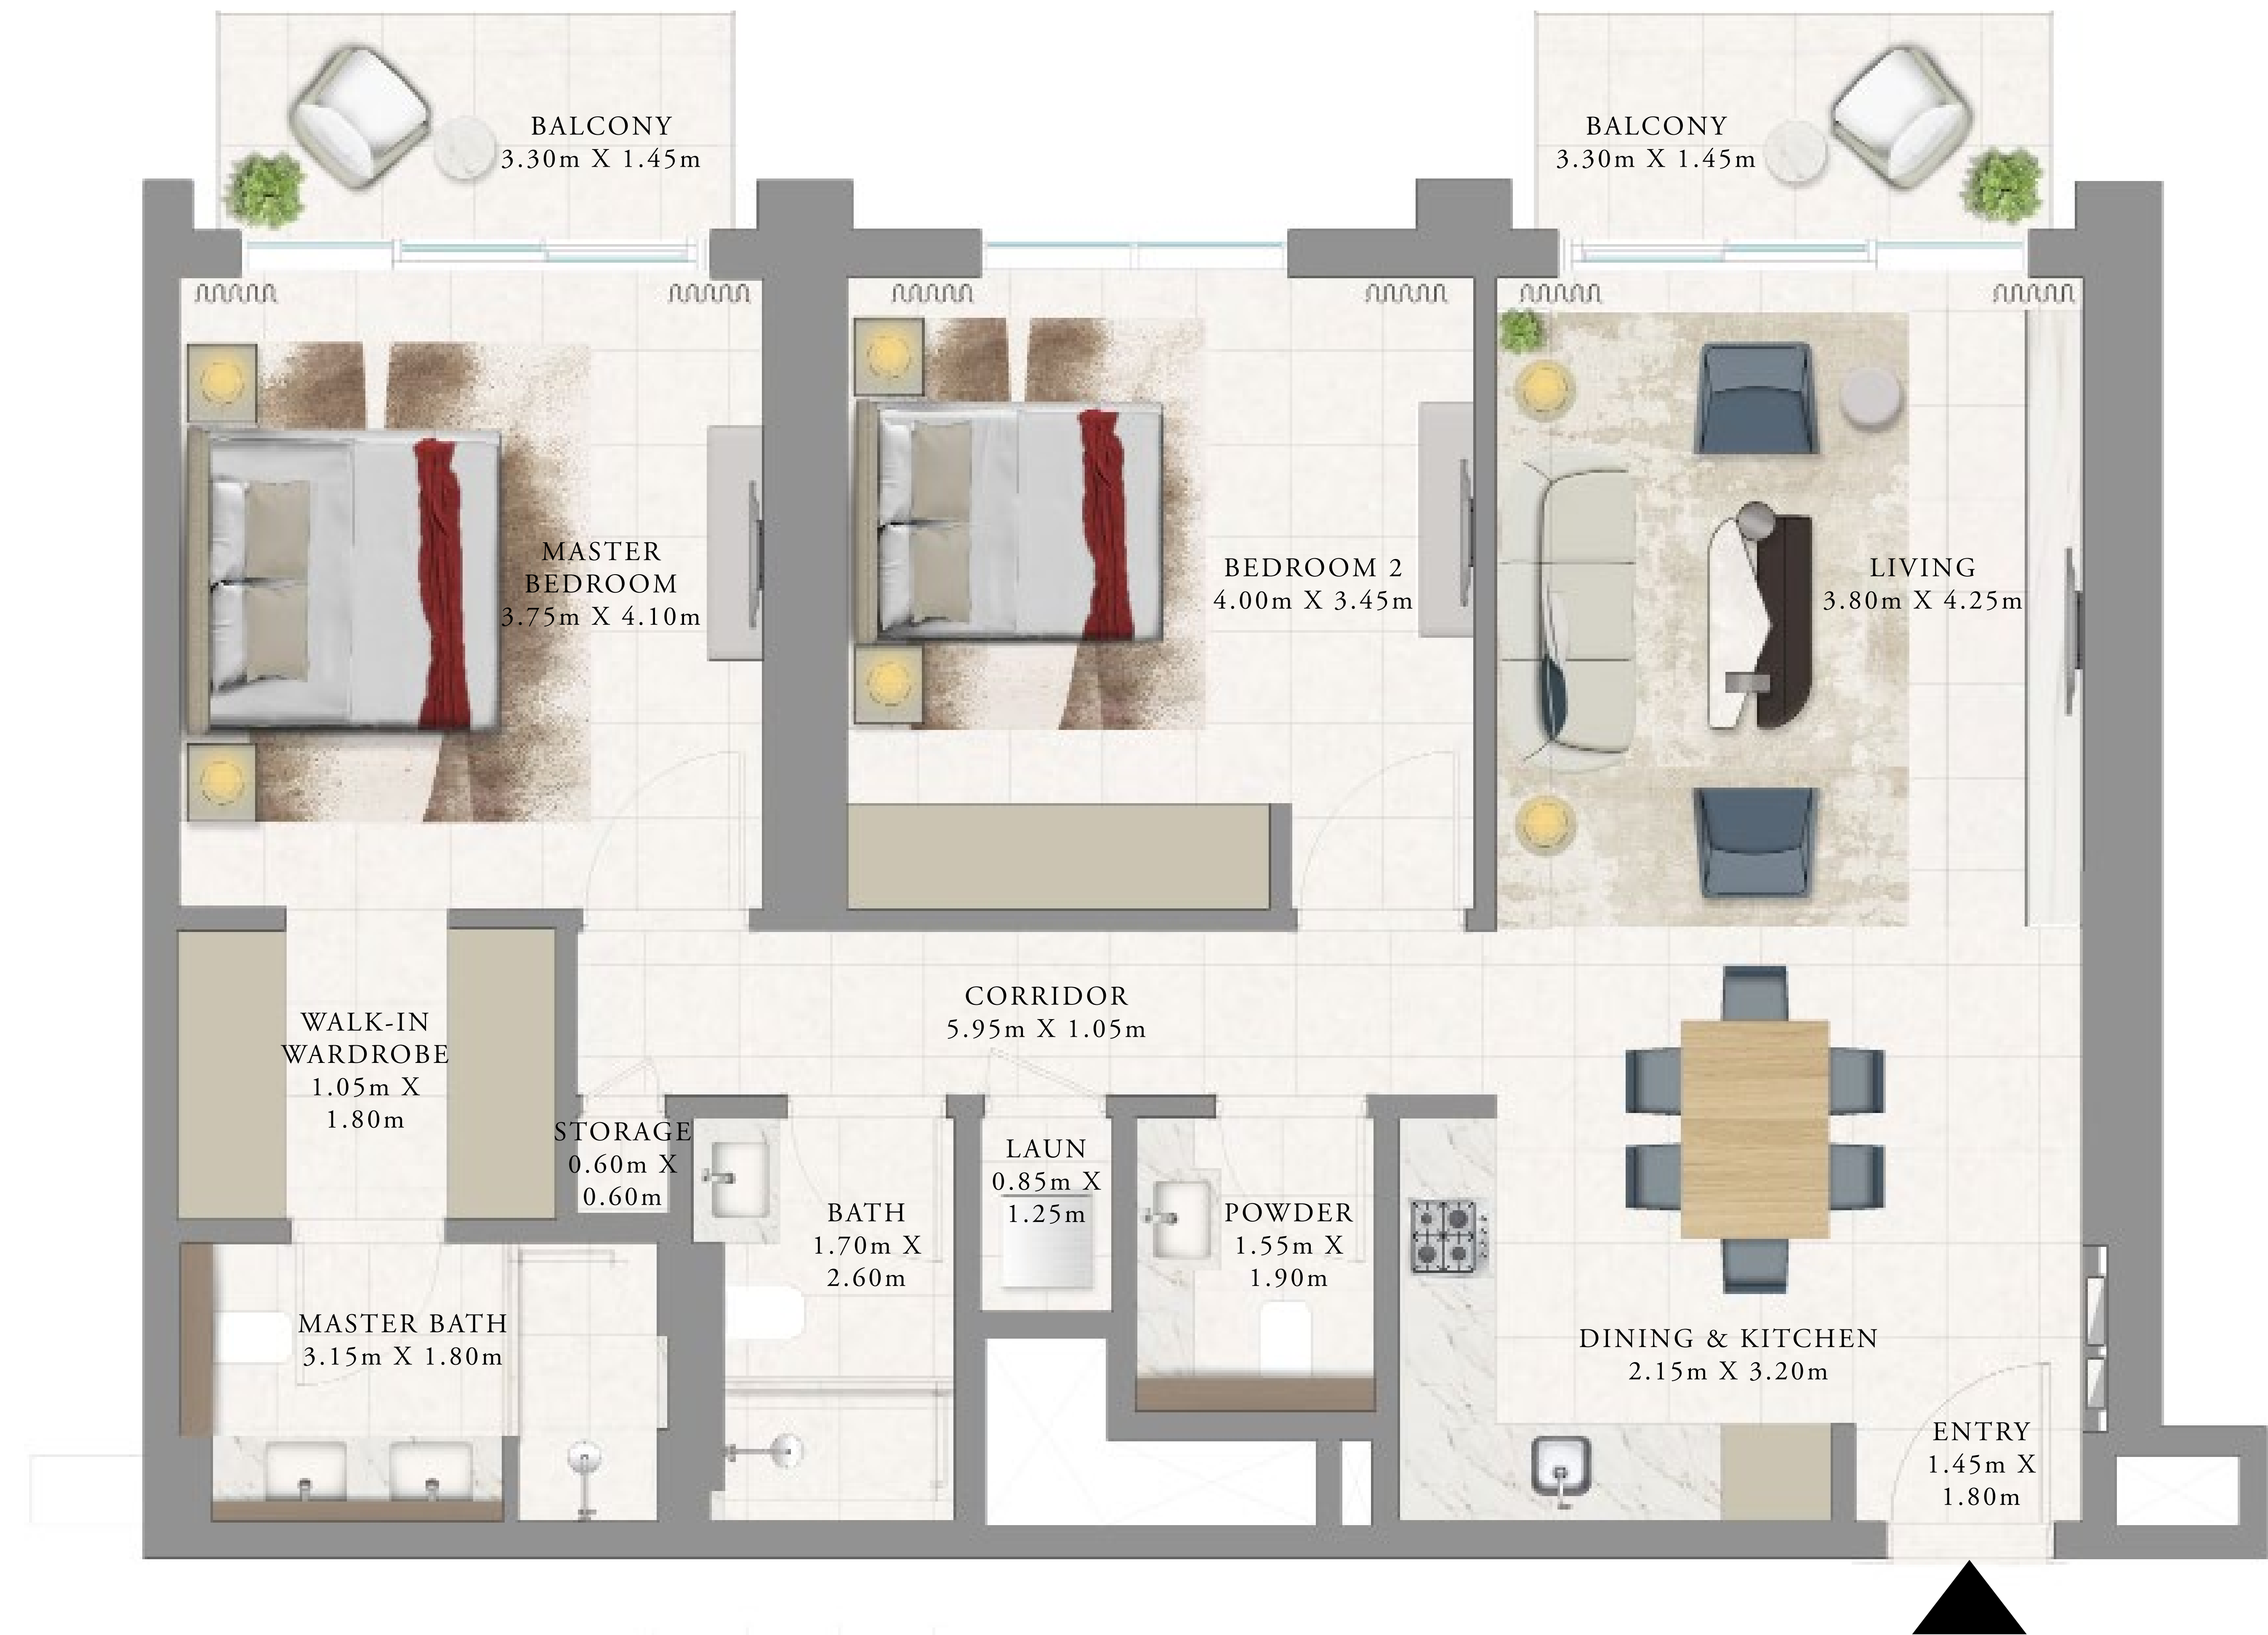 BALCONY
3.30m X 1.45m
BALCONY
3.30m X 1.45m
MASTER
BEDROOM
3.75m X 4.10m
BEDROOM 2
4.00m X 3.45m
LIVING
3.80m X 4.25m
CORRIDOR
5.95m X 1.05m
WALK-IN
WARDROBE
1.05m X
1.80m
STORAGE
0.60m X
0.60m
BATH
1.70m X
2.60m
LAUN
0.85m X
1.25m
POWDER
1.55m X
1.90m
MASTER BATH
3.15m X 1.80m
DINING & KITCHEN
2.15m X 3.20m
ENTRY
1.45m X
1.80m